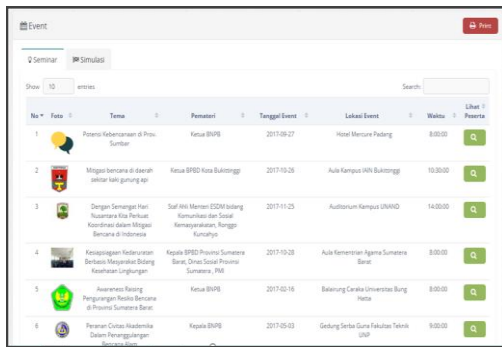 Event
Print
Seminar
Simulasi
Show 10 entries
Search:
No Foto Tema Pemateri Tanggal Event Lokasi Event Waktu Lihat Peserta
1 Potensi Kebencanaan di Prov. Sumbar Ketua BNPB 2017-09-27 Hotel Mercure Padang 8:00:00
2 Mitigasi bencana di daerah sekitar kaki gunung api Ketua BPBD Kota Bukittinggi 2017-10-26 Aula Kampus IAIN Bukittinggi 10:30:00
3 Dengan Semangat Hari Nusantara Kita Perkuat Koordinasi dalam Mitigasi Bencana di Indonesia Staf Ahli Menteri ESDM bidang Komunikasi dan Sosial Kemasyarakatan, Ronggo Kuncahyo 2017-11-25 Auditorium Kampus UNAND 14:00:00
4 Kesiapsiagaan Kedaruratan Berbasis Masyarakat Bidang Kesehatan Lingkungan Kepala BPBD Provinsi Sumatera Barat, Dinas Sosial Provinsi Sumatera , PMI 2017-10-28 Aula Kementrian Agama Sumatera Barat 8:00:00
5 Awareness Raising Pengurangan Resiko Bencana di Provinsi Sumatera Barat Ketua BNPB 2017-02-16 Balairung Caraka Universitas Bung Hatta 8:00:00
6 Peranan Civitas Akademika Dalam Penanggulangan Bencana Alam Kepala BNPB 2017-05-03 Gedung Serba Guna Fakultas Teknik UNP 9:00:00